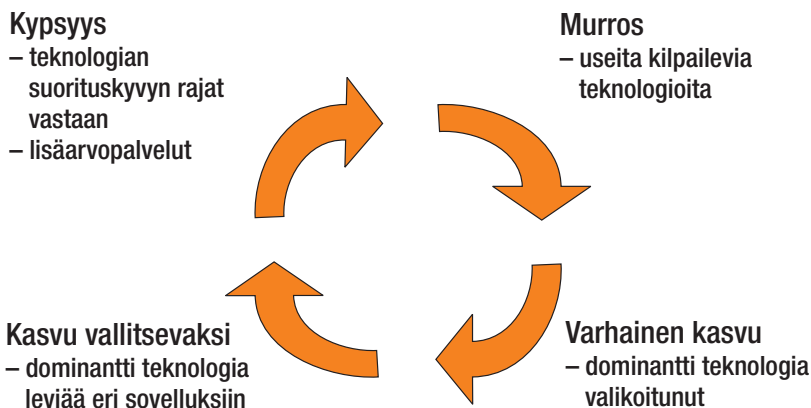 Kypsyys
– teknologian
suorituskyvyn rajat
vastaan
– lisäarvopalvelut
Murros
– useita kilpailevia
teknologioita
Kasvu vallitsevaksi
– dominantti teknologia
leviää eri sovelluksiin
Varhainen kasvu
– dominantti teknologia
valikoitunut